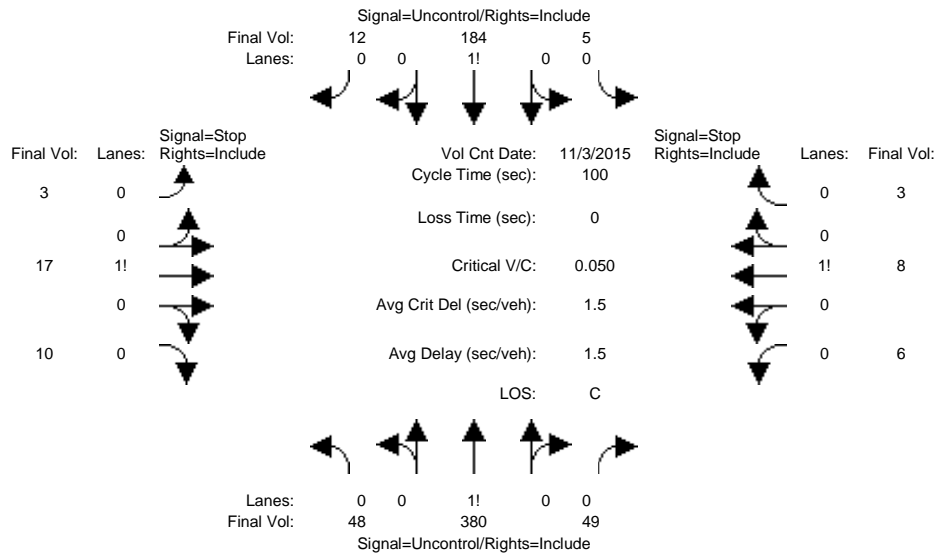 Signal=Uncontrol/Rights=Include
Final Vol: 12 184 5
Lanes: 0 0 1! 0 0
Signal=Stop
Final Vol: Lanes: Rights=Include
Vol Cnt Date: 11/3/2015
Signal=Stop
Rights=Include Lanes: Final Vol:
Cycle Time (sec): 100
3 0
0 3
Loss Time (sec): 0
0
0
17 1!
Critical V/C: 0.050
1! 8
0
Avg Crit Del (sec/veh): 1.5
0
10 0
Avg Delay (sec/veh): 1.5
0 6
LOS: C
Lanes: 0 0 1! 0 0
Final Vol: 48 380 49
Signal=Uncontrol/Rights=Include